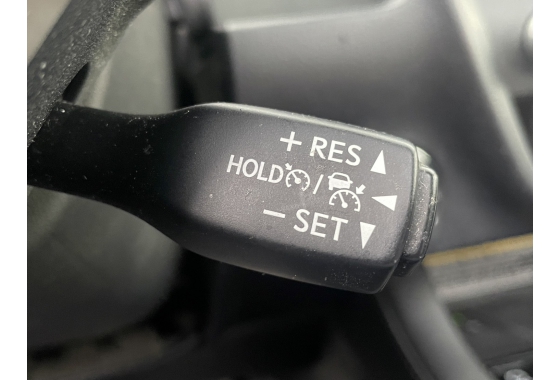 + RES ▲
HOLD / ◀
− SET ▼